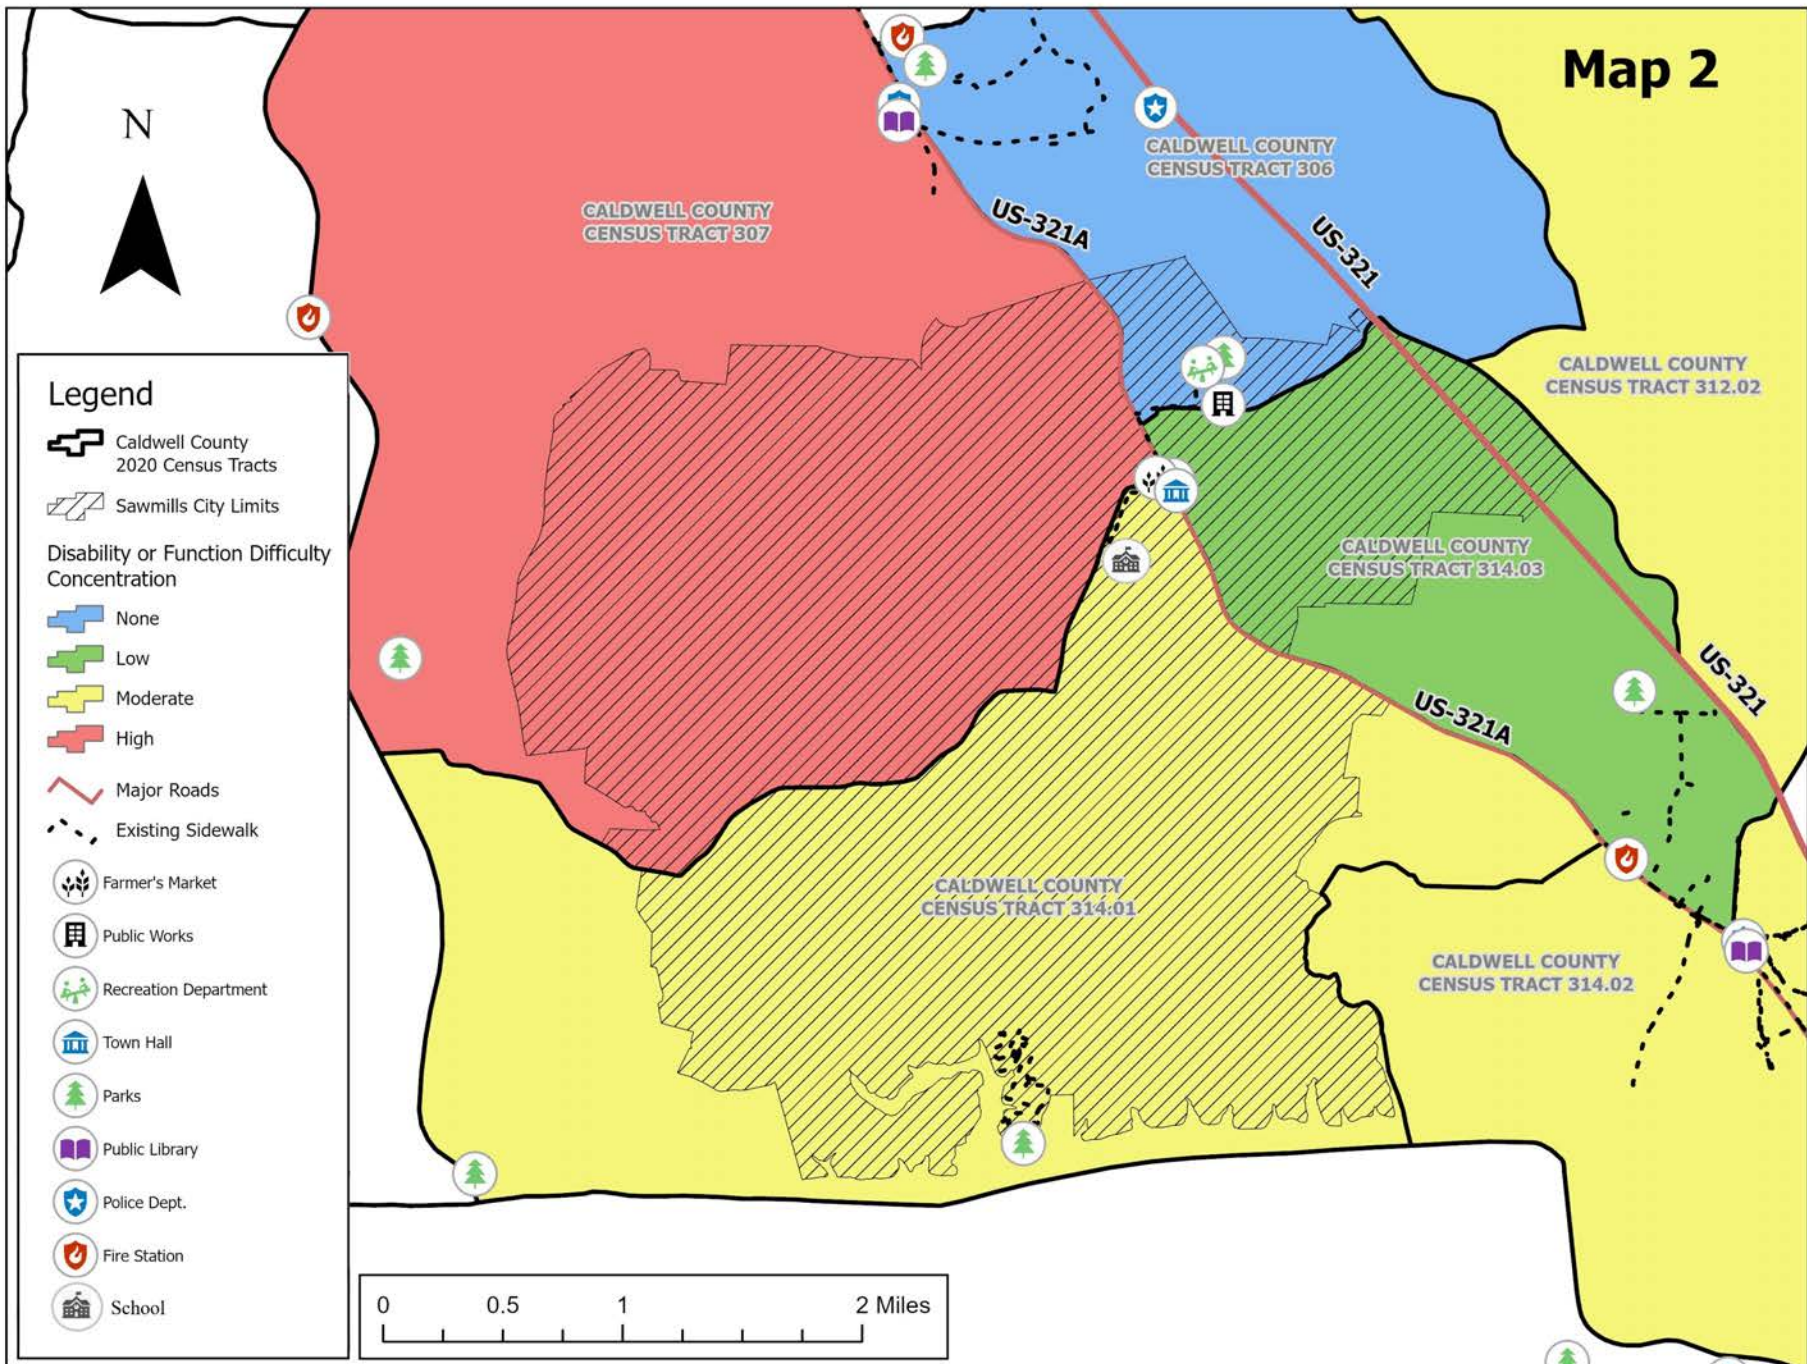 Map 2
N
CALDWELL COUNTY
CENSUS TRACT 306
CALDWELL COUNTY
CENSUS TRACT 307
US-321A
US-321
CALDWELL COUNTY
CENSUS TRACT 312.02
CALDWELL COUNTY
CENSUS TRACT 314.03
US-321
US-321A
CALDWELL COUNTY
CENSUS TRACT 314.01
CALDWELL COUNTY
CENSUS TRACT 314.02
Legend
Caldwell County
2020 Census Tracts
Sawmills City Limits
Disability or Function Difficulty
Concentration
None
Low
Moderate
High
Major Roads
Existing Sidewalk
Farmer's Market
Public Works
Recreation Department
Town Hall
Parks
Public Library
Police Dept.
Fire Station
School
0 0.5 1 2 Miles